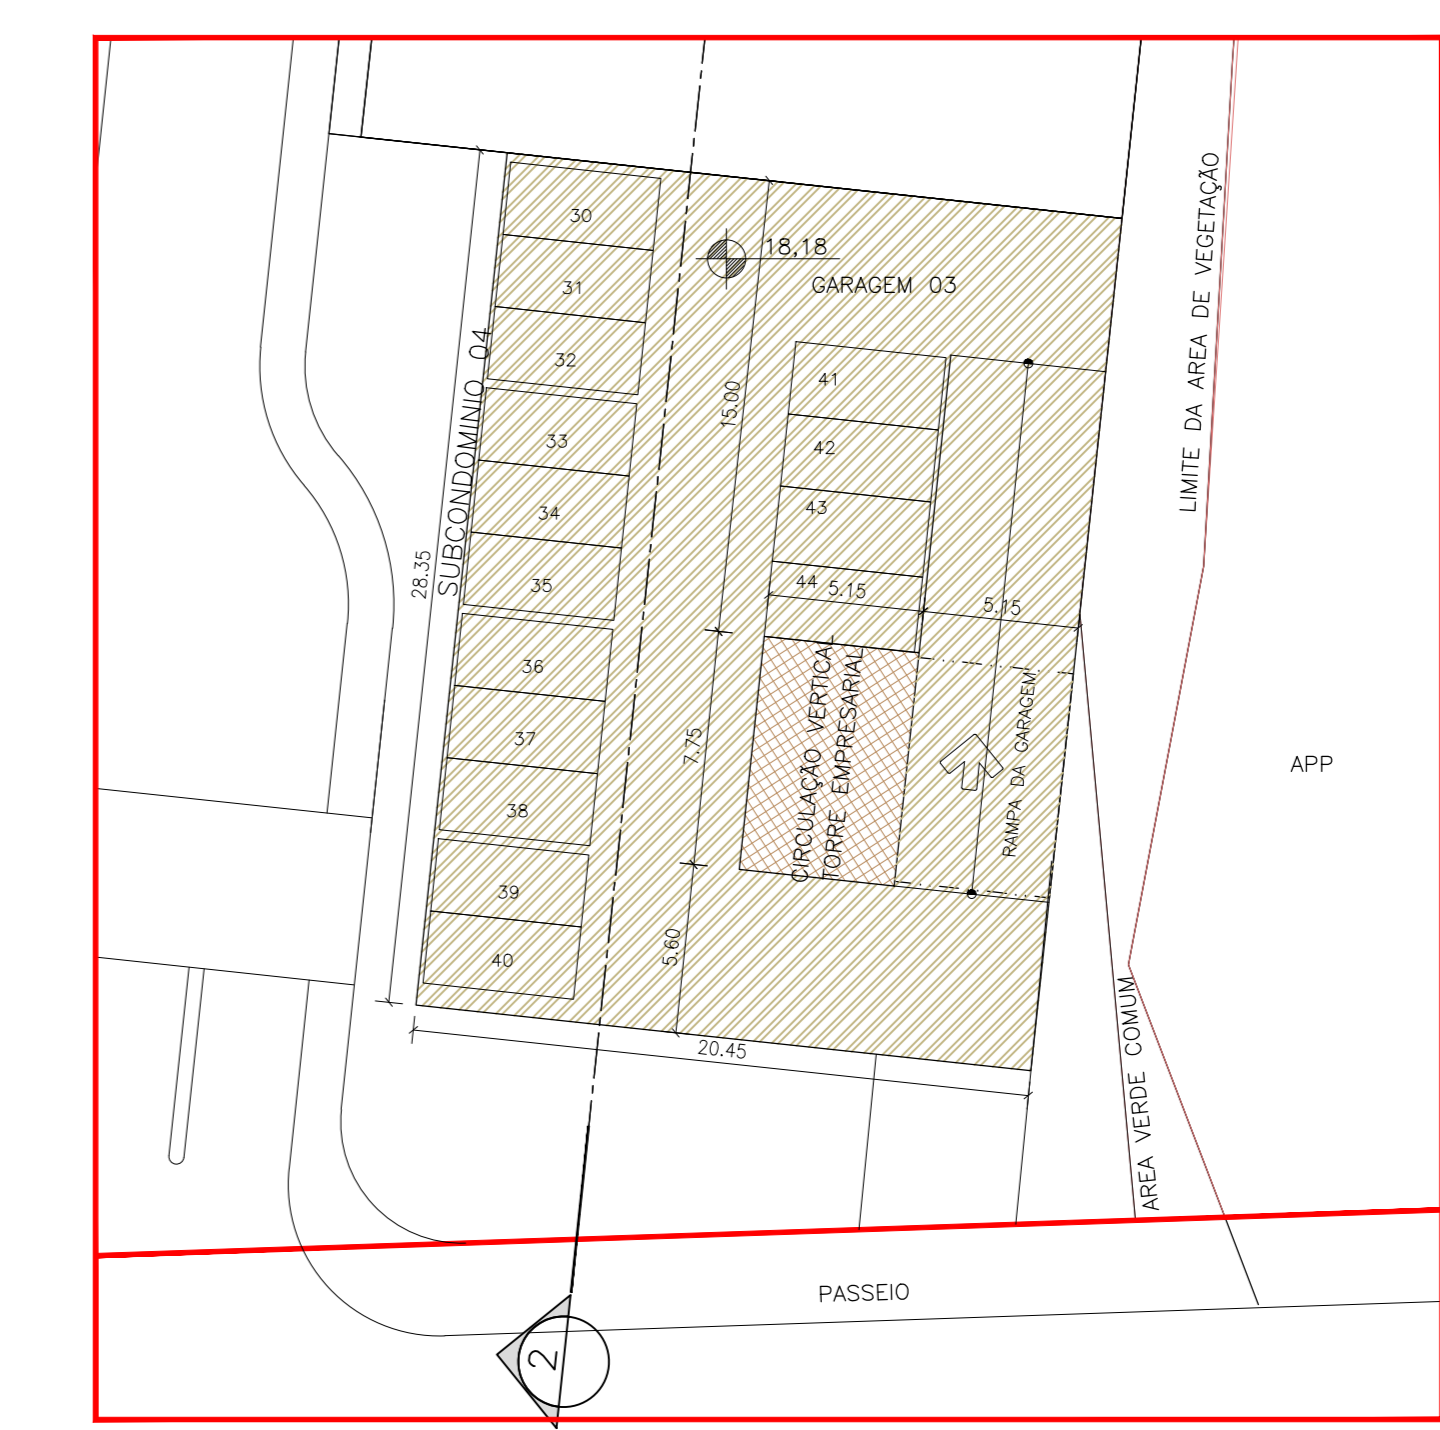 30
18,18
31
GARAGEM 03
32
41
33
42
34
43
35
44
5.15
5.15
15.00
28.35
SUBCONDOMINIO 04
36
37
38
39
40
7.75
5.60
CIRCULAÇÃO VERTICAL
TORRE EMPRESARIAL
RAMPA DA GARAGEM
20.45
LIMITE DA AREA DE VEGETAÇÃO
APP
AREA VERDE COMUM
PASSEIO
2